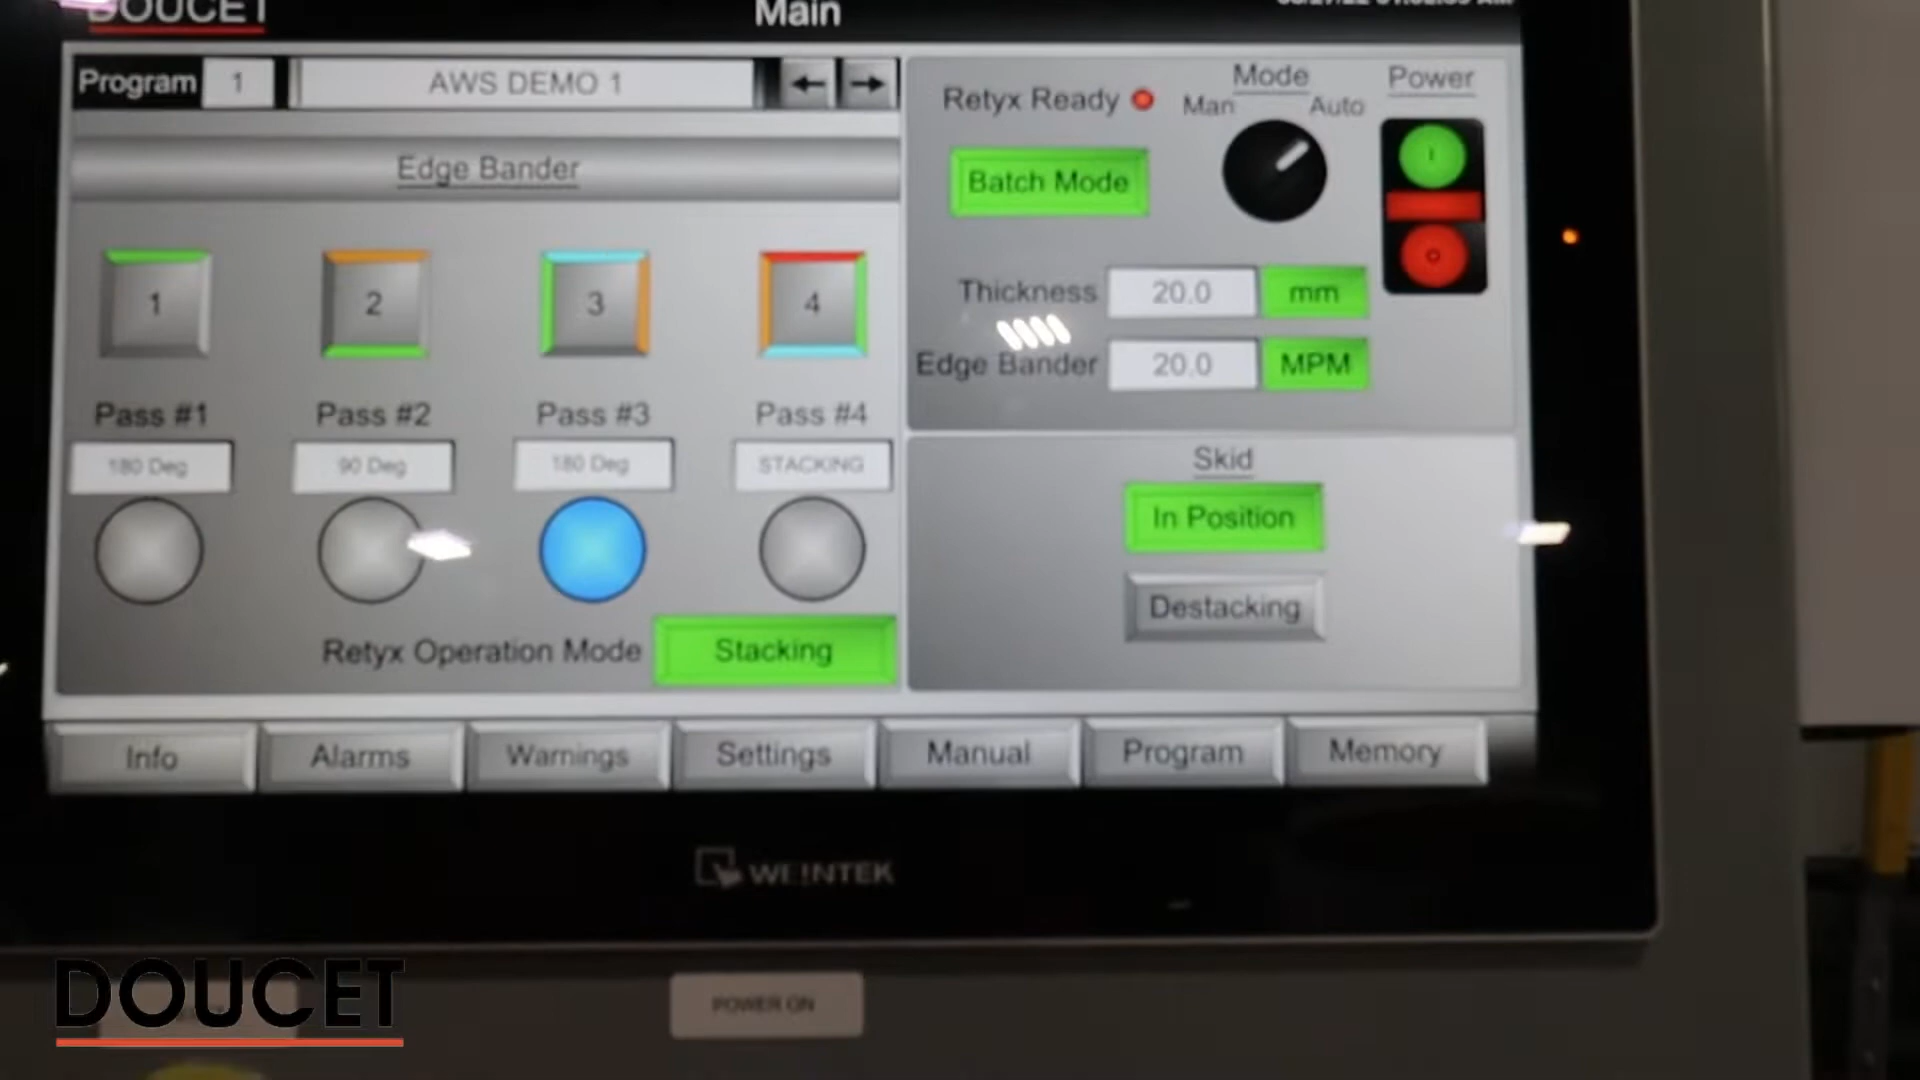 DOUCET
Main
Program 1 AWS DEMO 1
Edge Bander
1 2 3 4
Pass #1 Pass #2 Pass #3 Pass #4
180 Deg 90 Deg 180 Deg STACKING
Retyx Operation Mode Stacking
Retyx Ready
Mode
Man Auto
Power
Batch Mode
Thickness 20.0 mm
Edge Bander 20.0 MPM
Skid
In Position
Destacking
Info Alarms Warnings Settings Manual Program Memory
WEINTEK
POWER ON
DOUCET